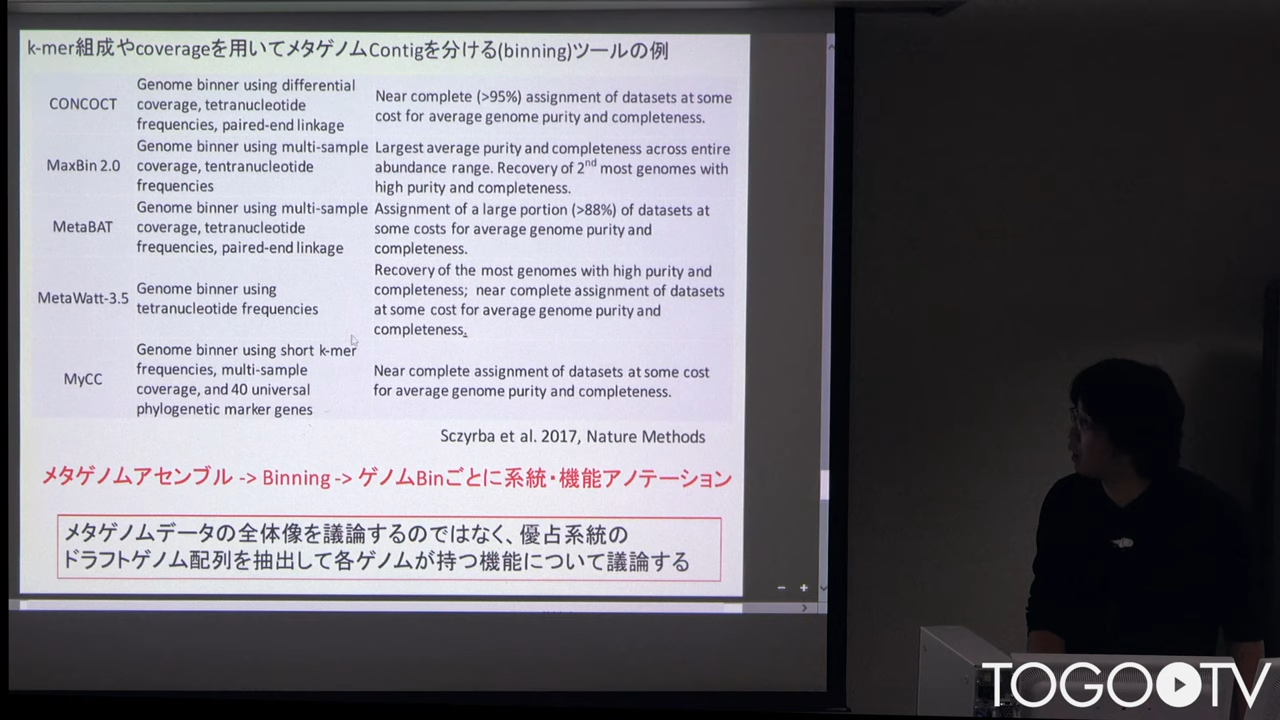 k-mer組成やcoverageを用いてメタゲノムContigを分ける(binning)ツールの例
CONCOCT
Genome binner using differential
coverage, tetranucleotide
frequencies, paired-end linkage
Near complete (>95%) assignment of datasets at some
cost for average genome purity and completeness.
MaxBin 2.0
Genome binner using multi-sample
coverage, tentranucleotide
frequencies
Largest average purity and completeness across entire
abundance range. Recovery of 2nd most genomes with
high purity and completeness.
MetaBAT
Genome binner using multi-sample
coverage, tetranucleotide
frequencies, paired-end linkage
Assignment of a large portion (>88%) of datasets at
some costs for average genome purity and
completeness.
MetaWatt-3.5
Genome binner using
tetranucleotide frequencies
Recovery of the most genomes with high purity and
completeness; near complete assignment of datasets
at some cost for average genome purity and
completeness.
MyCC
Genome binner using short k-mer
frequencies, multi-sample
coverage, and 40 universal
phylogenetic marker genes
Near complete assignment of datasets at some cost
for average genome purity and completeness.
Sczyrba et al. 2017, Nature Methods
メタゲノムアセンブル -> Binning -> ゲノムBinごとに系統・機能アノテーション
メタゲノムデータの全体像を議論するのではなく、優占系統の
ドラフトゲノム配列を抽出して各ゲノムが持つ機能について議論する
TOGOTV